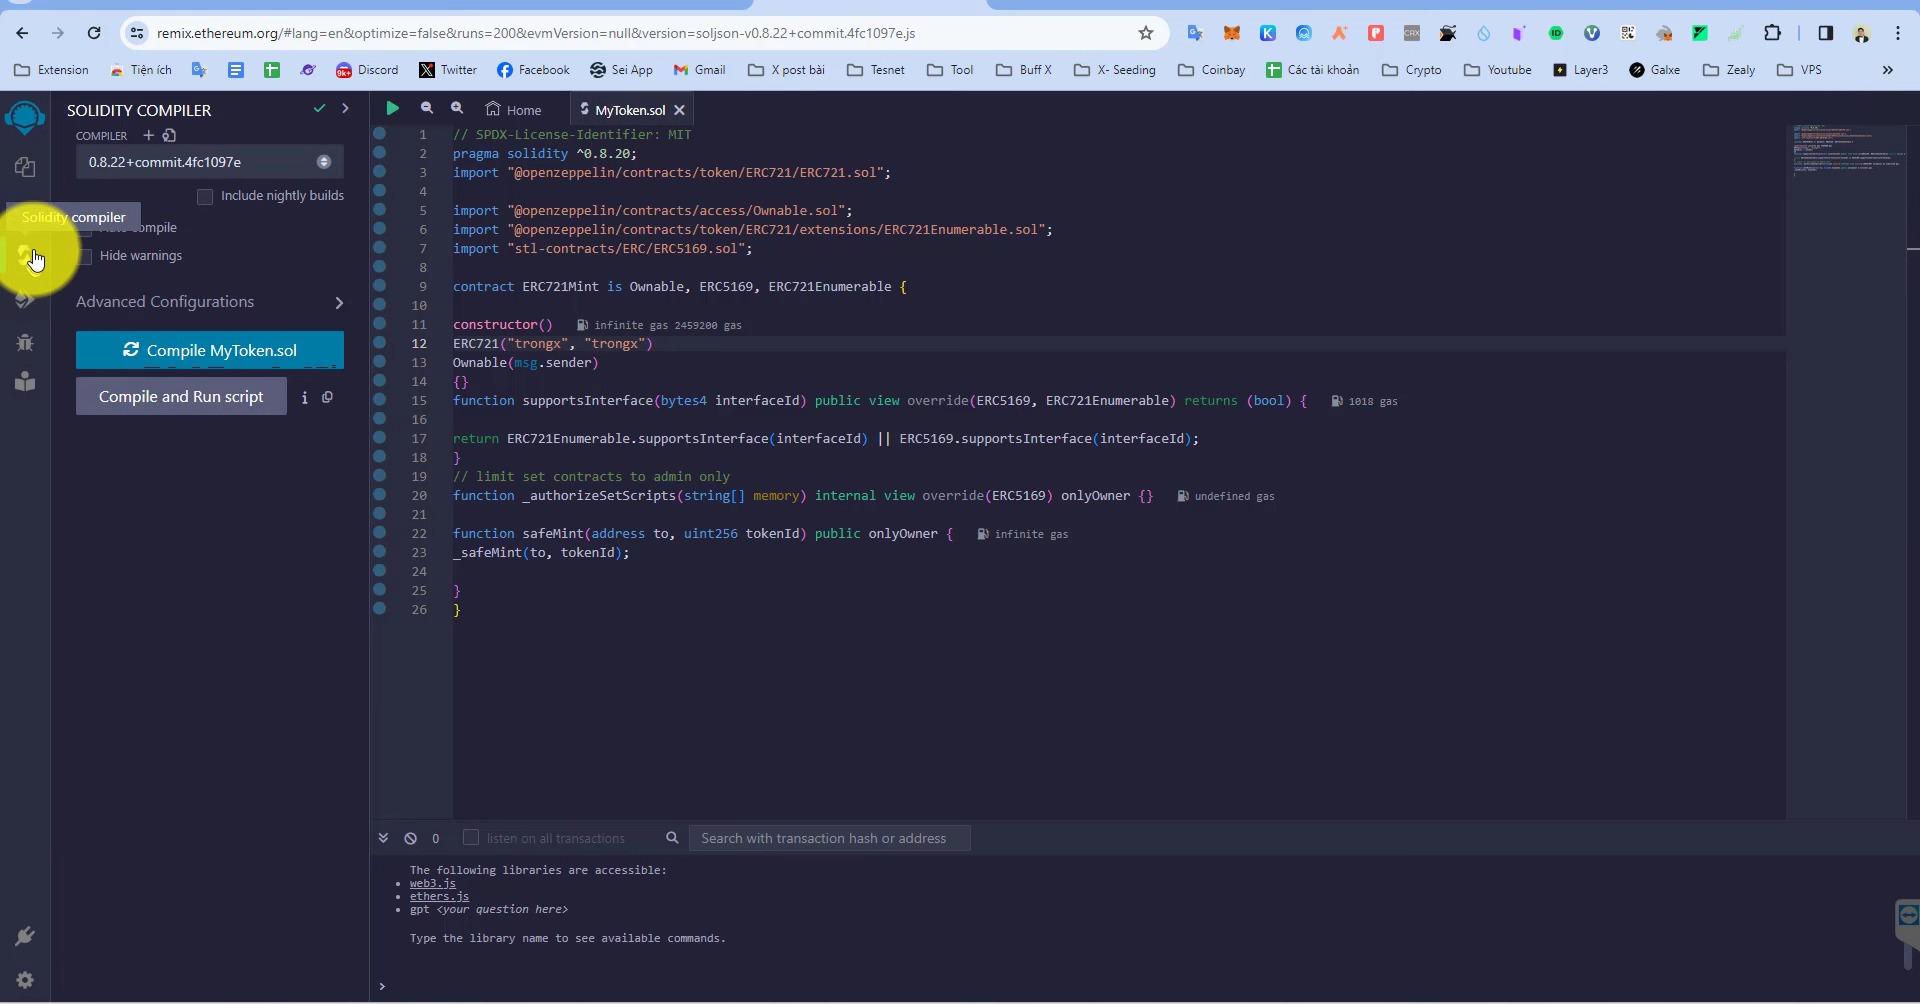 remix.ethereum.org/#lang=en&optimize=false&runs=200&evmVersion=null&version=soljson-v0.8.22+commit.4fc1097e.js
Extension Tiện ích Discord Twitter Facebook Sei App Gmail X post bài Tesnet Tool Buff X X- Seeding Coinbay Các tài khoản Crypto Youtube Layer3 Galxe Zealy VPS
SOLIDITY COMPILER
COMPILER
0.8.22+commit.4fc1097e
Include nightly builds
Solidity compiler
Auto compile
Hide warnings
Advanced Configurations
Compile MyToken.sol
Compile and Run script
Home MyToken.sol
1 // SPDX-License-Identifier: MIT
2 pragma solidity ^0.8.20;
3 import "@openzeppelin/contracts/token/ERC721/ERC721.sol";
4
5 import "@openzeppelin/contracts/access/Ownable.sol";
6 import "@openzeppelin/contracts/token/ERC721/extensions/ERC721Enumerable.sol";
7 import "stl-contracts/ERC/ERC5169.sol";
8
9 contract ERC721Mint is Ownable, ERC5169, ERC721Enumerable {
10
11 constructor() infinite gas 2459200 gas
12 ERC721("trongx", "trongx")
13 Ownable(msg.sender)
14 {}
15 function supportsInterface(bytes4 interfaceId) public view override(ERC5169, ERC721Enumerable) returns (bool) { 1018 gas
16
17 return ERC721Enumerable.supportsInterface(interfaceId) || ERC5169.supportsInterface(interfaceId);
18 }
19 // limit set contracts to admin only
20 function _authorizeSetScripts(string[] memory) internal view override(ERC5169) onlyOwner {} undefined gas
21
22 function safeMint(address to, uint256 tokenId) public onlyOwner { infinite gas
23 _safeMint(to, tokenId);
24
25 }
26 }
0 listen on all transactions Search with transaction hash or address
The following libraries are accessible:
• web3.js
• ethers.js
• gpt <your question here>
Type the library name to see available commands.
>